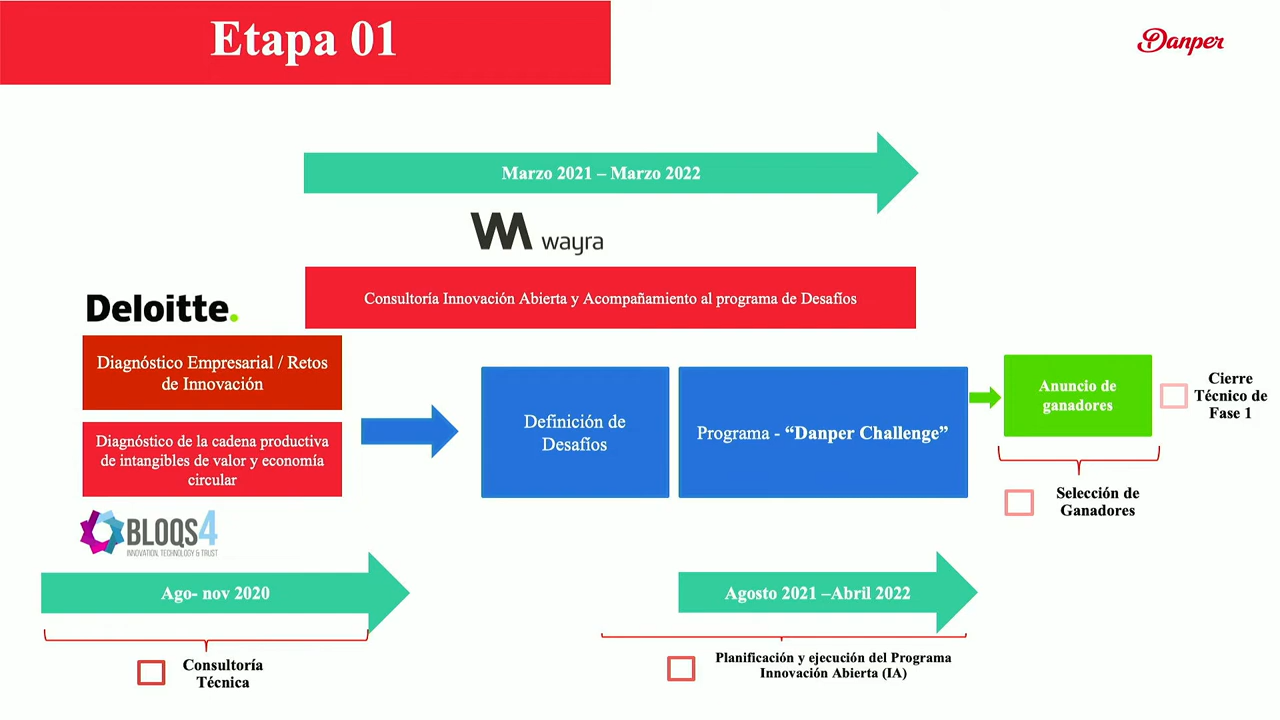 Etapa 01
Danper
Marzo 2021 – Marzo 2022
WA wayra
Consultoría Innovación Abierta y Acompañamiento al programa de Desafíos
Deloitte.
Diagnóstico Empresarial / Retos
de Innovación
Diagnóstico de la cadena productiva
de intangibles de valor y economía
circular
BLOQS4
INNOVATION, TECHNOLOGY & TRUST
Definición de
Desafíos
Programa - “Danper Challenge”
Anuncio de
ganadores
Cierre
Técnico de
Fase 1
Selección de
Ganadores
Ago- nov 2020
Agosto 2021 –Abril 2022
Consultoría
Técnica
Planificación y ejecución del Programa
Innovación Abierta (IA)